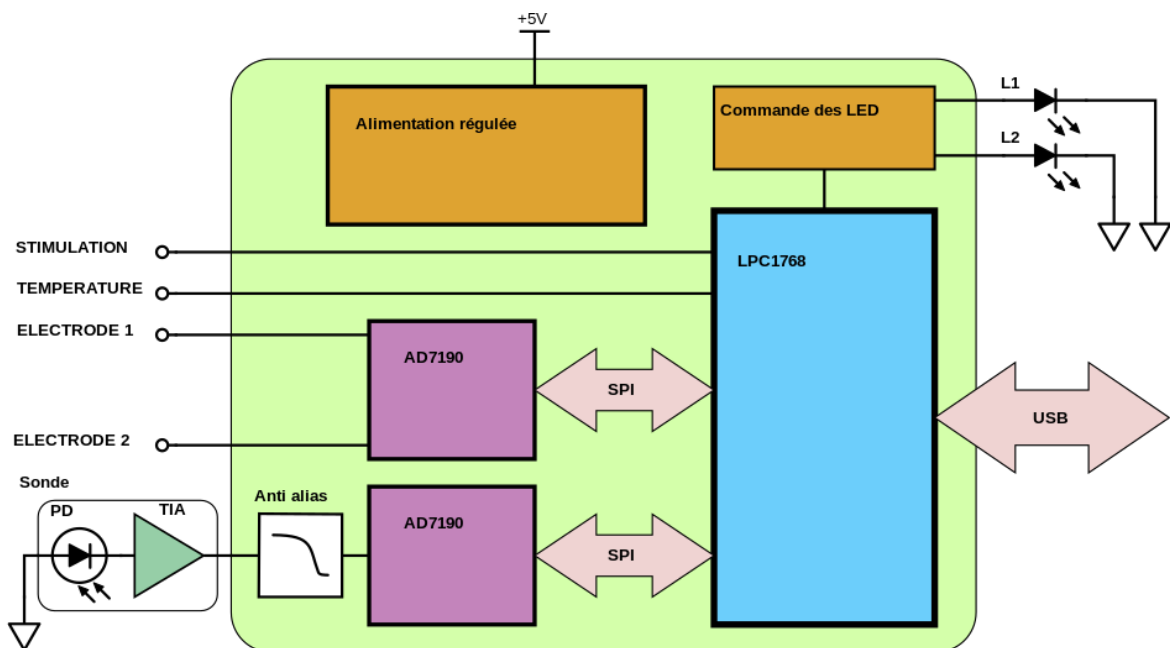 +5V
L1
Alimentation régulée
Commande des LED
L2
STIMULATION
LPC1768
TEMPERATURE
ELECTRODE 1
AD7190
SPI
USB
ELECTRODE 2
Sonde
PD
TIA
Anti alias
AD7190
SPI